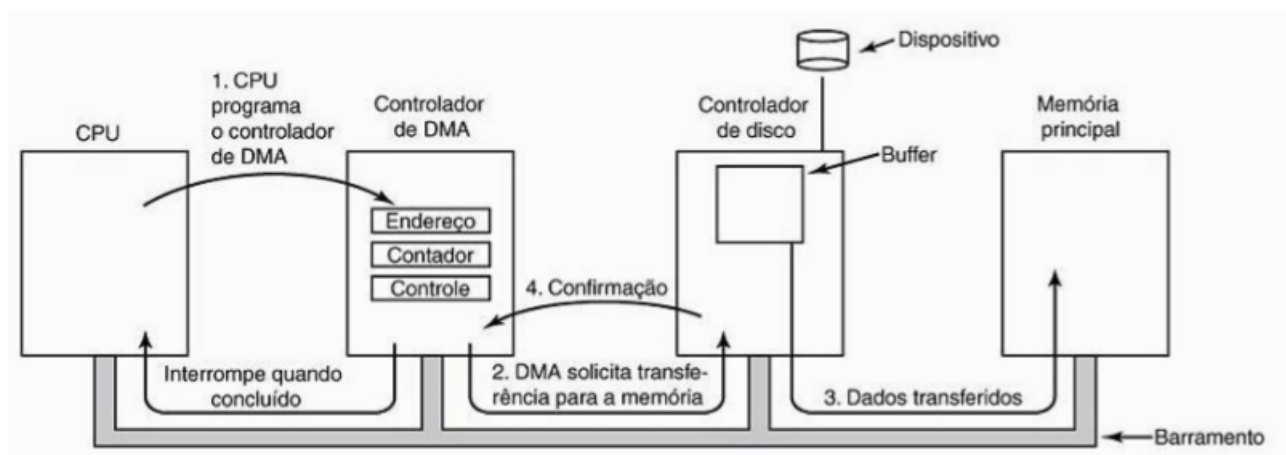 Dispositivo
1. CPU
programa
o controlador
de DMA
CPU
Controlador
de DMA
Controlador
de disco
Memória
principal
Buffer
Endereço
Contador
Controle
4. Confirmação
Interrompe quando
concluído
2. DMA solicita transfe-
rência para a memória
3. Dados transferidos
Barramento